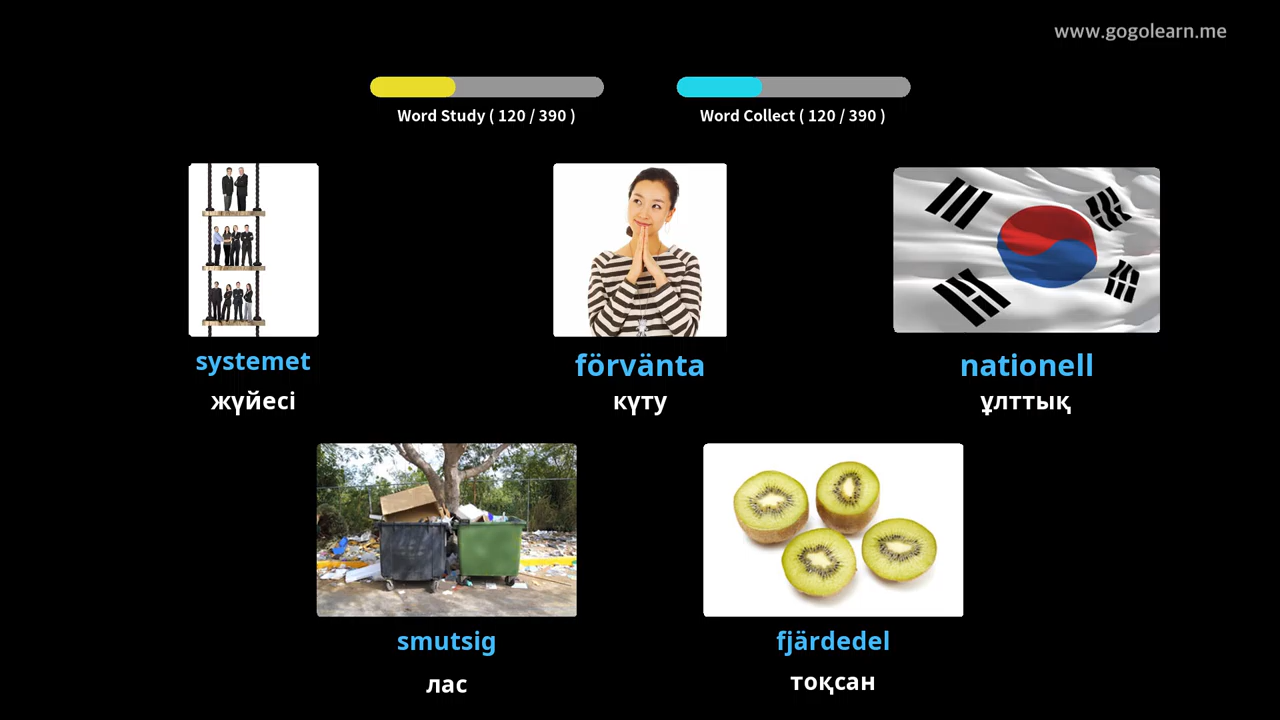 www.gogolearn.me
Word Study ( 120 / 390 )
Word Collect ( 120 / 390 )
systemet
жүйесі
förvänta
күту
nationell
ұлттық
smutsig
лас
fjärdedel
тоқсан